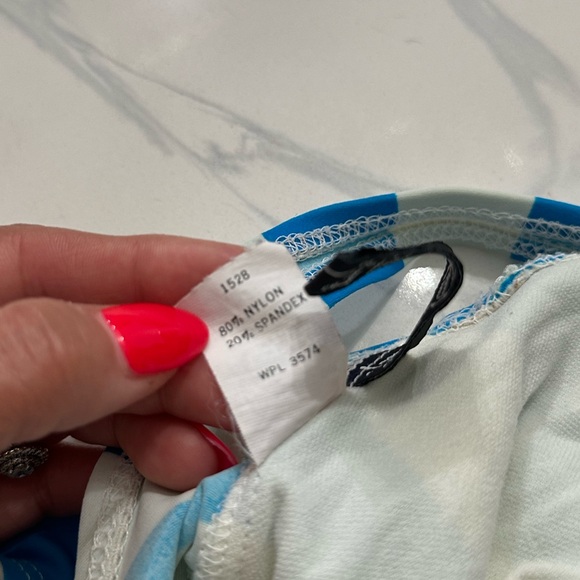 1528
80% NYLON
20% SPANDEX
WPL 3574